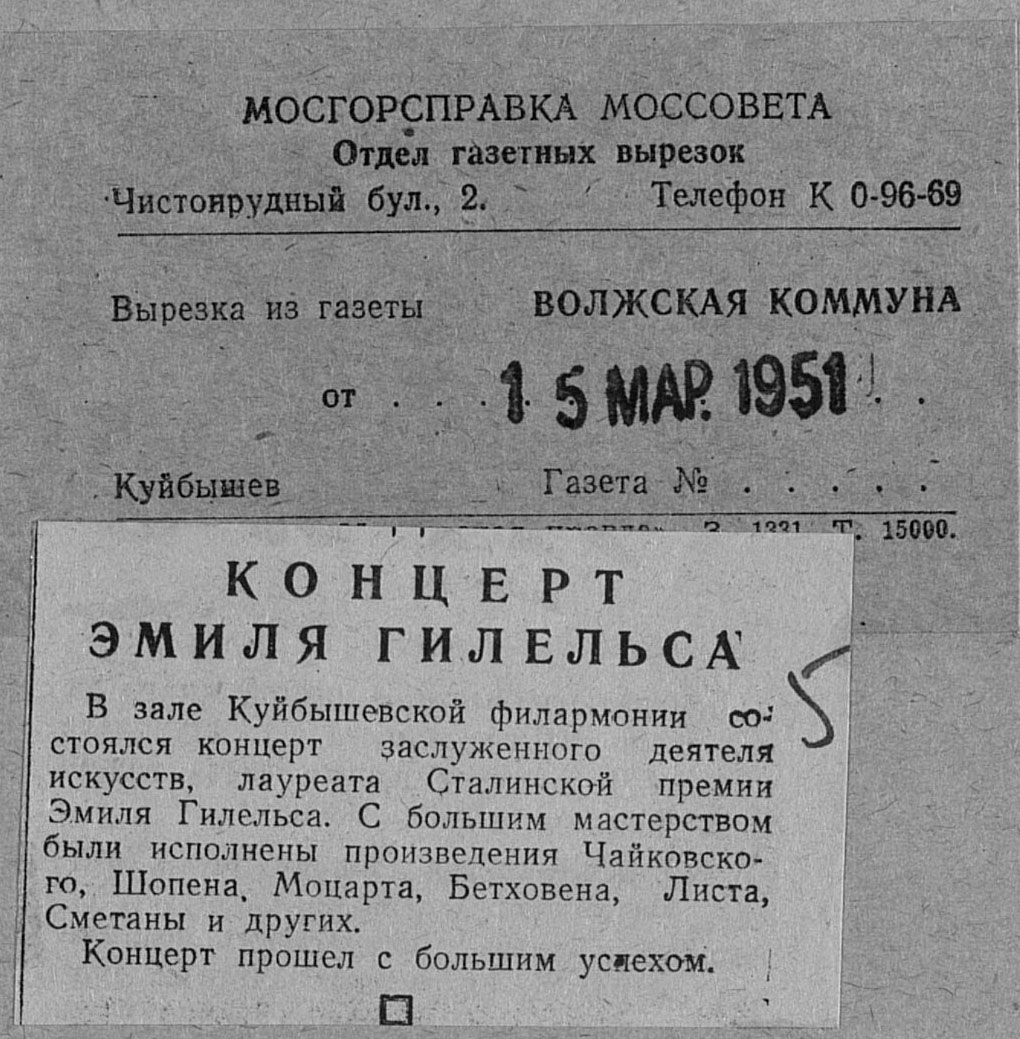 МОСГОРСПРАВКА МОССОВЕТА
Отдел газетных вырезок
Чистопрудный бул., 2. Телефон К 0-96-69
Вырезка из газеты ВОЛЖСКАЯ КОММУНА
от . . . 15 МАР. 1951 . .
Куйбышев Газета № . . . . .
З. 1231 Т. 15000.
КОНЦЕРТ
ЭМИЛЯ ГИЛЕЛЬСА
5
В зале Куйбышевской филармонии со-
стоялся концерт заслуженного деятеля
искусств, лауреата Сталинской премии
Эмиля Гилельса. С большим мастерством
были исполнены произведения Чайковско-
го, Шопена, Моцарта, Бетховена, Листа,
Сметаны и других.
Концерт прошел с большим успехом.